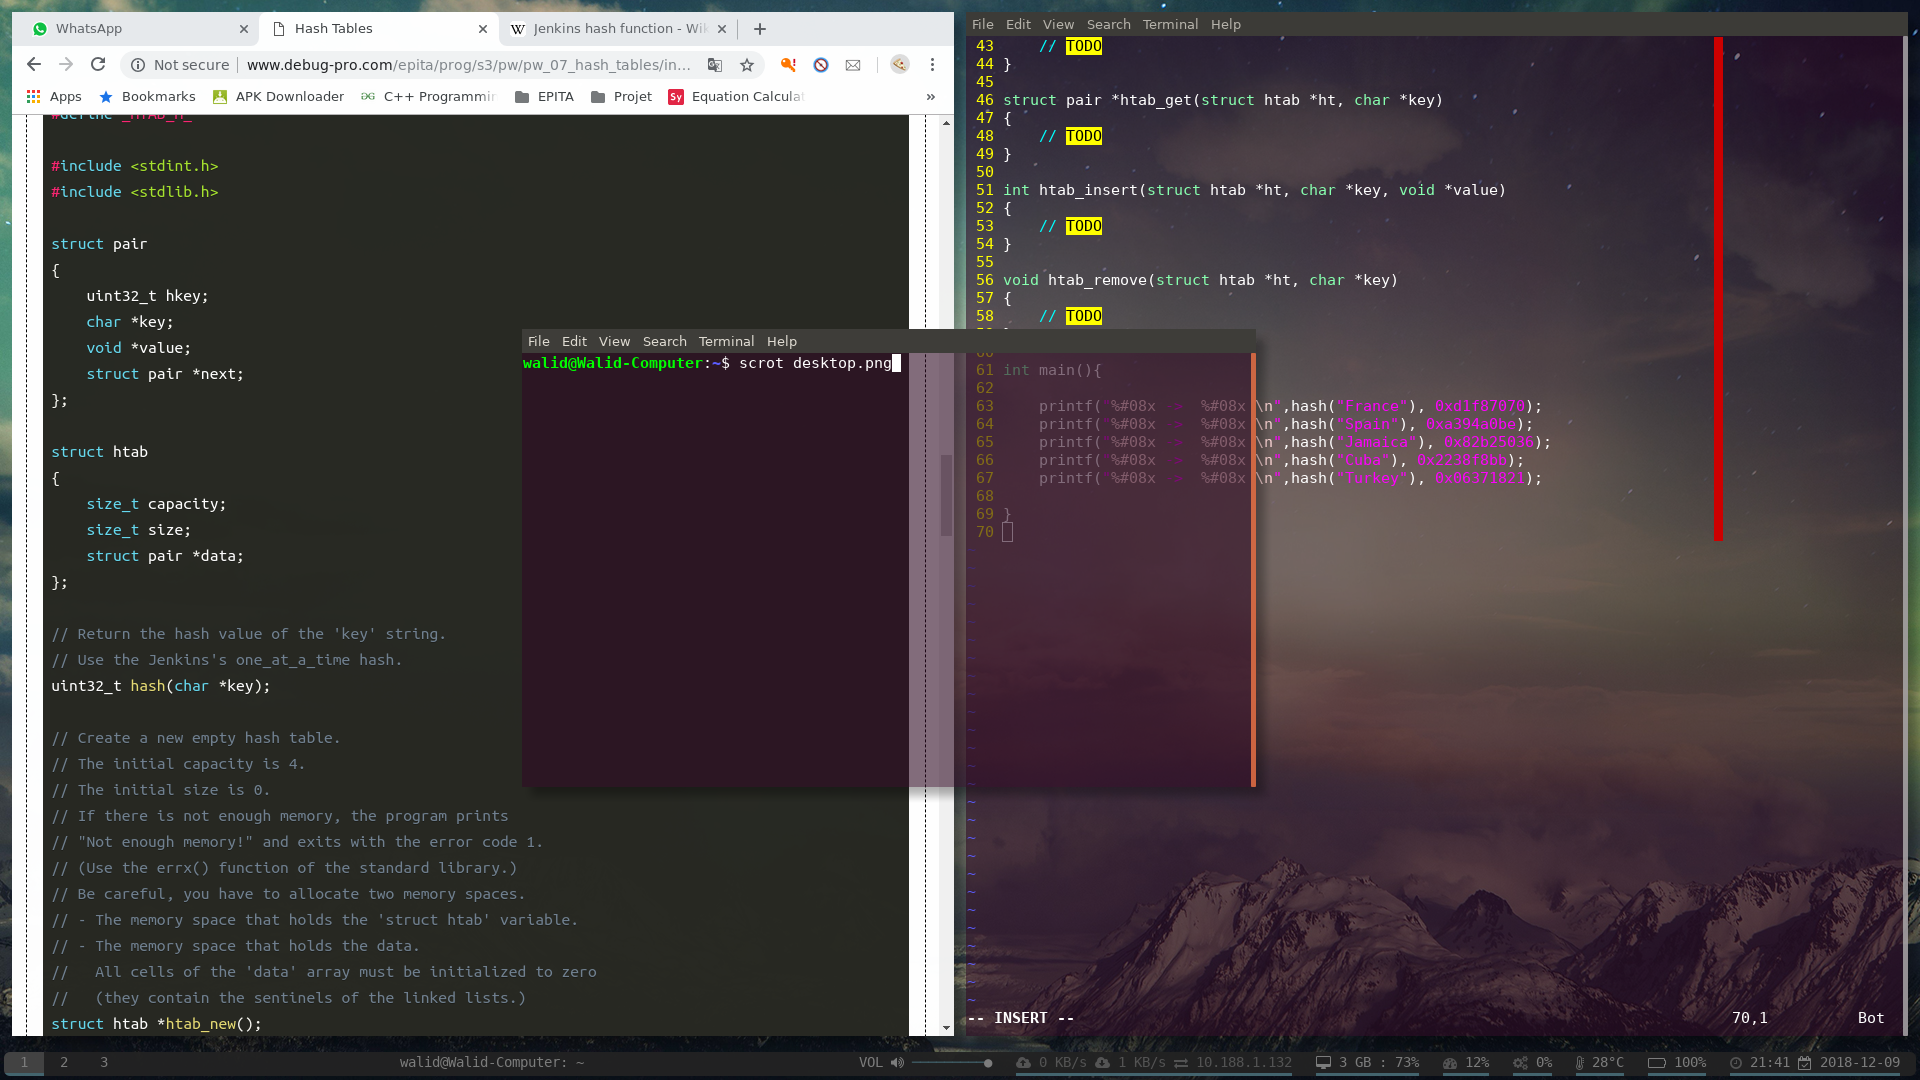 WhatsApp
Hash Tables
Jenkins hash function - Wik
Not secure
www.debug-pro.com/epita/prog/s3/pw/pw_07_hash_tables/in...
Apps
Bookmarks
APK Downloader
C++ Programmin
EPITA
Projet
Equation Calculat
»
#define _HTAB_H_
#include <stdint.h>
#include <stdlib.h>
struct pair
{
    uint32_t hkey;
    char *key;
    void *value;
    struct pair *next;
};
struct htab
{
    size_t capacity;
    size_t size;
    struct pair *data;
};
// Return the hash value of the 'key' string.
// Use the Jenkins's one_at_a_time hash.
uint32_t hash(char *key);
// Create a new empty hash table.
// The initial capacity is 4.
// The initial size is 0.
// If there is not enough memory, the program prints
// "Not enough memory!" and exits with the error code 1.
// (Use the errx() function of the standard library.)
// Be careful, you have to allocate two memory spaces.
// - The memory space that holds the 'struct htab' variable.
// - The memory space that holds the data.
//   All cells of the 'data' array must be initialized to zero
//   (they contain the sentinels of the linked lists.)
struct htab *htab_new();
File Edit View Search Terminal Help
walid@Walid-Computer:~$ scrot desktop.png
File Edit View Search Terminal Help
43     // TODO
44 }
45
46 struct pair *htab_get(struct htab *ht, char *key)
47 {
48     // TODO
49 }
50
51 int htab_insert(struct htab *ht, char *key, void *value)
52 {
53     // TODO
54 }
55
56 void htab_remove(struct htab *ht, char *key)
57 {
58     // TODO
60
61 int main(){
62
63     printf( %#08x    %#08x \n",hash("France"), 0xd1f87070);
64     printf( %#08x    %#08x \n",hash("Spain"), 0xa394a0be);
65     printf( %#08x    %#08x \n",hash("Jamaica"), 0x82b25036);
66     printf( %#08x    %#08x \n",hash("Cuba"), 0x2238f8bb);
67     printf( %#08x    %#08x \n",hash("Turkey"), 0x06371821);
68
69 }
70
-- INSERT --
70,1
Bot
1
2
3
walid@Walid-Computer: ~
VOL
0 KB/s
1 KB/s
10.188.1.132
3 GB : 73%
12%
0%
28°C
100%
21:41
2018-12-09